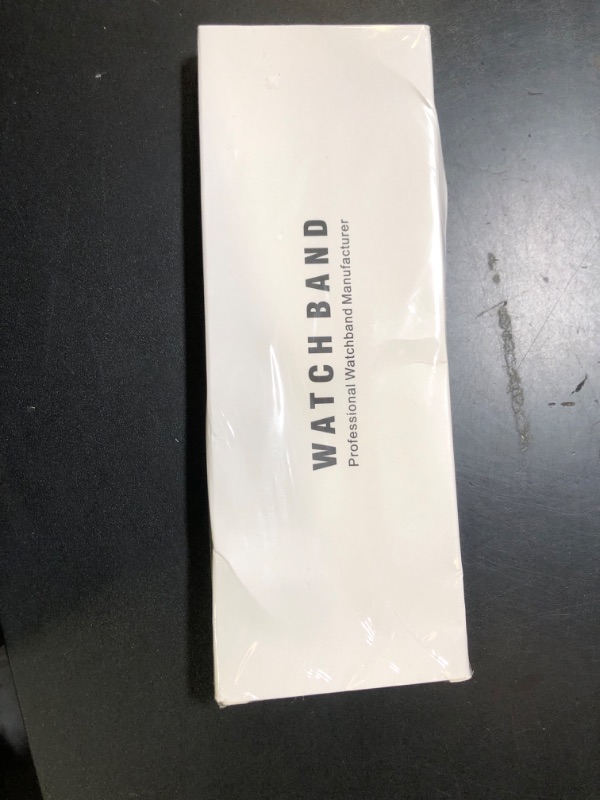 WATCH BAND
Professional Watchband Manufacturer